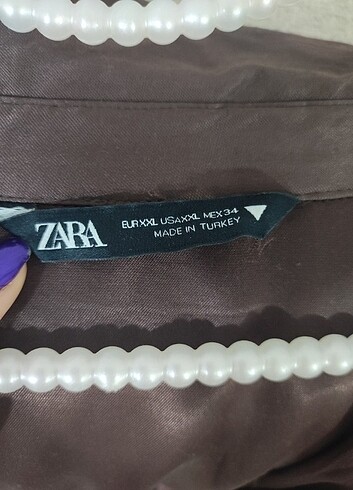 ZARA
EUR XXL USA XXL MEX 34
MADE IN TURKEY